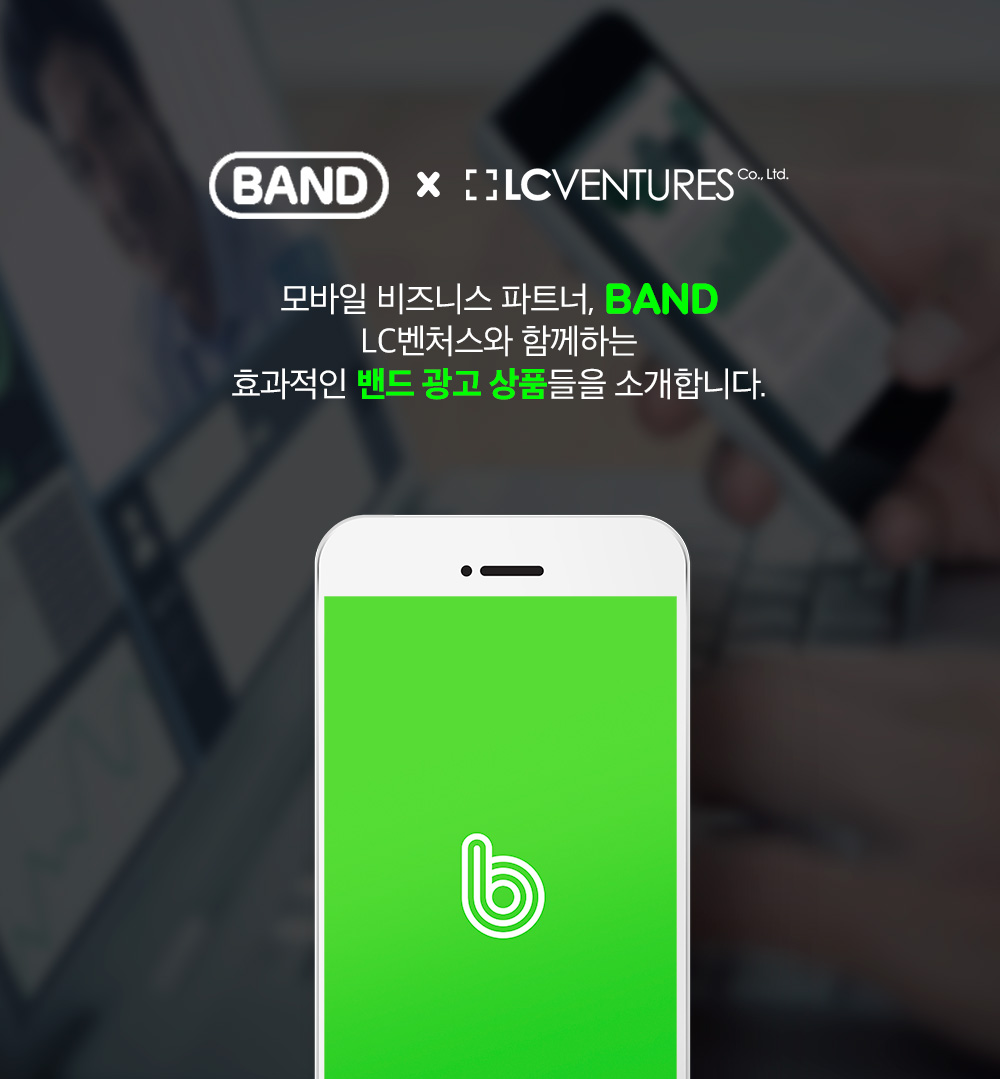 BAND x LCVENTURES Co., Ltd.
모바일 비즈니스 파트너, BAND
LC벤처스와 함께하는
효과적인 밴드 광고 상품들을 소개합니다.
b